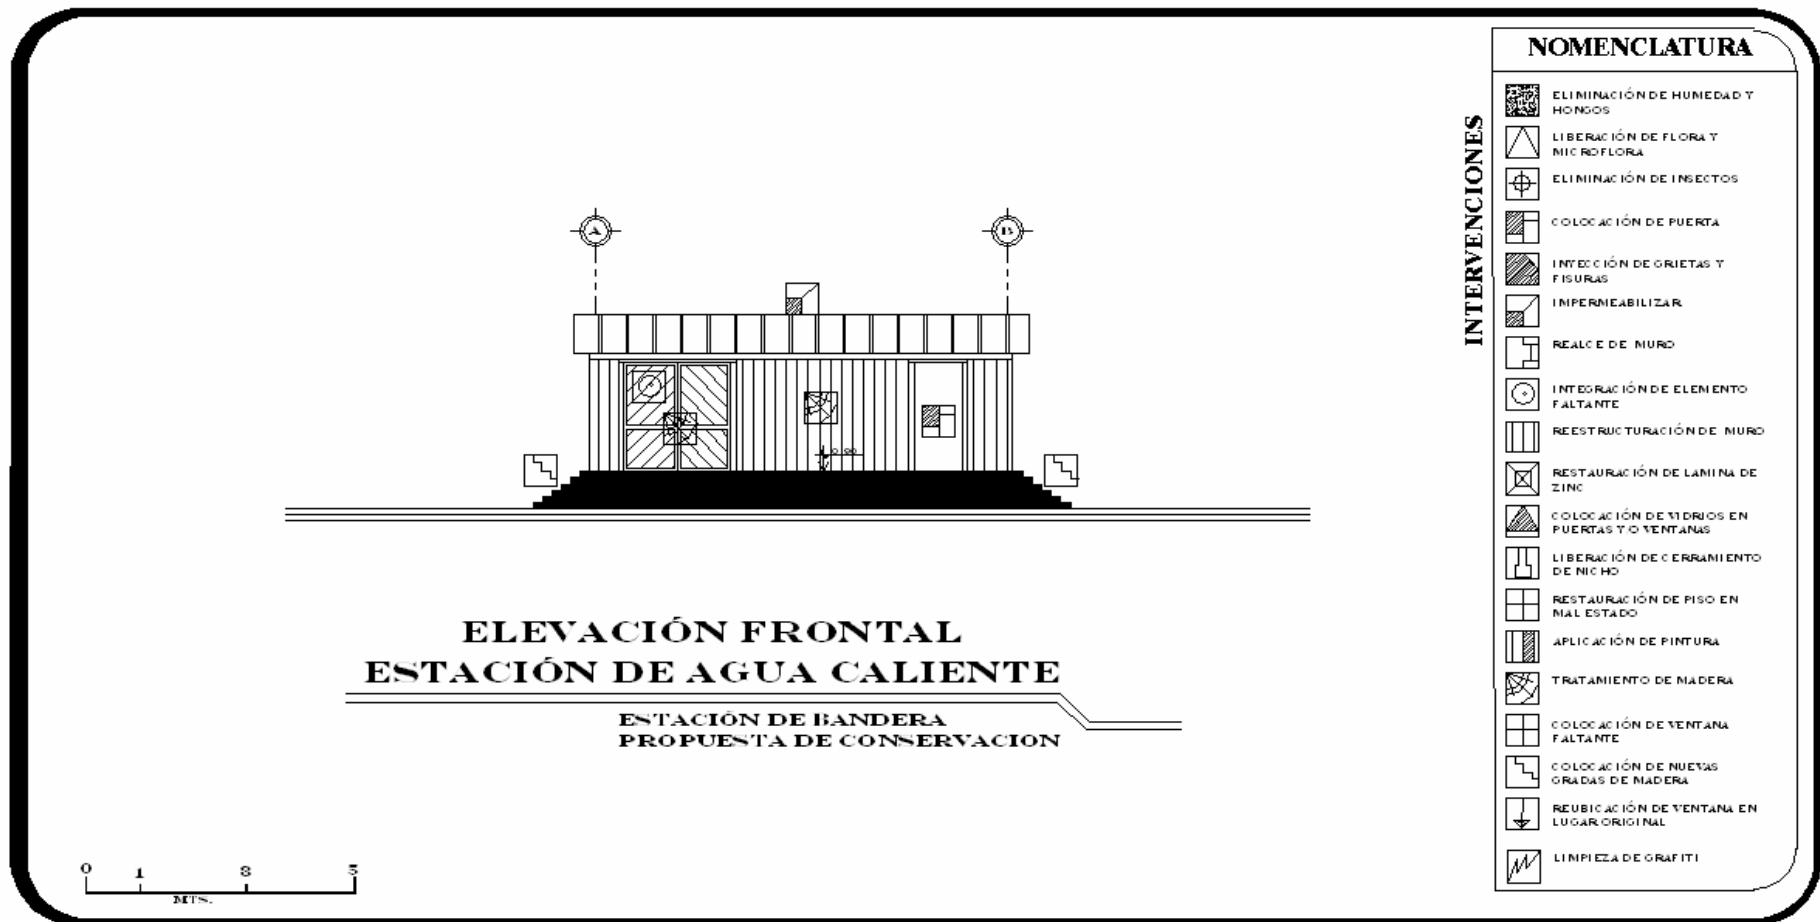 NOMENCLATURA
INTERVENCIONES
ELIMINACIÓN DE HUMEDAD Y
HONGOS
LIBERACIÓN DE FLORA Y
MICROFLORA
ELIMINACIÓN DE INSECTOS
COLOCACIÓN DE PUERTA
INYECCIÓN DE GRIETAS Y
FISURAS
IMPERMEABILIZAR
REALCE DE MURO
INTEGRACIÓN DE ELEMENTO
FALTANTE
REESTRUCTURACIÓN DE MURO
RESTAURACIÓN DE LAMINA DE
ZINC
COLOCACIÓN DE VIDRIOS EN
PUERTAS Y O VENTANAS
LIBERACIÓN DE CERRAMIENTO
DE NICHO
RESTAURACIÓN DE PISO EN
MAL ESTADO
APLICACIÓN DE PINTURA
TRATAMIENTO DE MADERA
COLOCACIÓN DE VENTANA
FALTANTE
COLOCACIÓN DE NUEVAS
GRADAS DE MADERA
REUBICACIÓN DE VENTANA EN
LUGAR ORIGINAL
LIMPIEZA DE GRAFITI
A B
ELEVACIÓN FRONTAL
ESTACIÓN DE AGUA CALIENTE
ESTACIÓN DE BANDERA
PROPUESTA DE CONSERVACION
0 1 3 5
MTS.